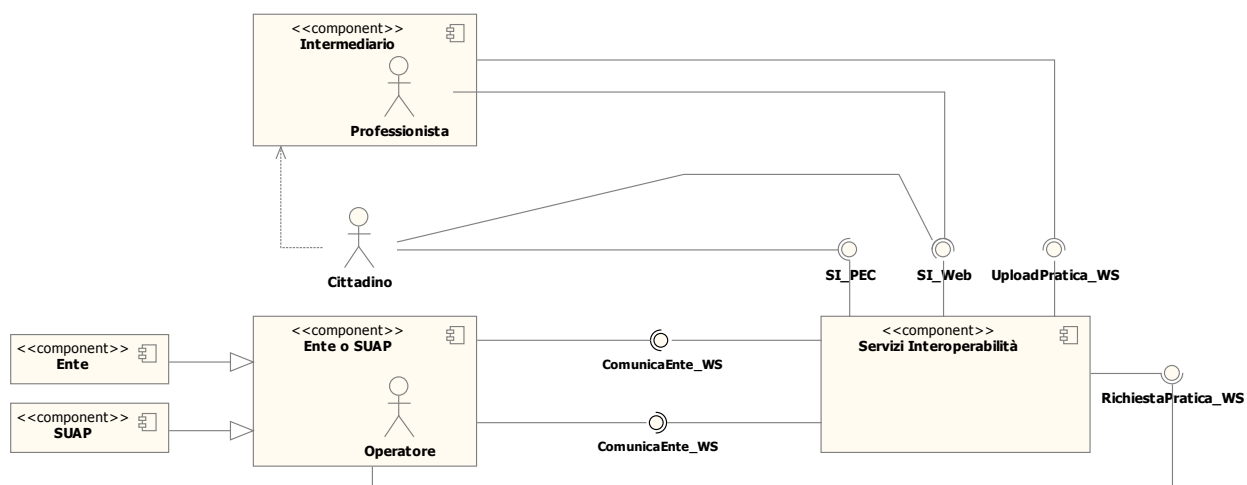 <<component>>
Intermediario
Professionista
Cittadino
SI_PEC
SI_Web
UploadPratica_WS
<<component>>
Ente
<<component>>
SUAP
<<component>>
Ente o SUAP
Operatore
ComunicaEnte_WS
ComunicaEnte_WS
<<component>>
Servizi Interoperabilità
RichiestaPratica_WS